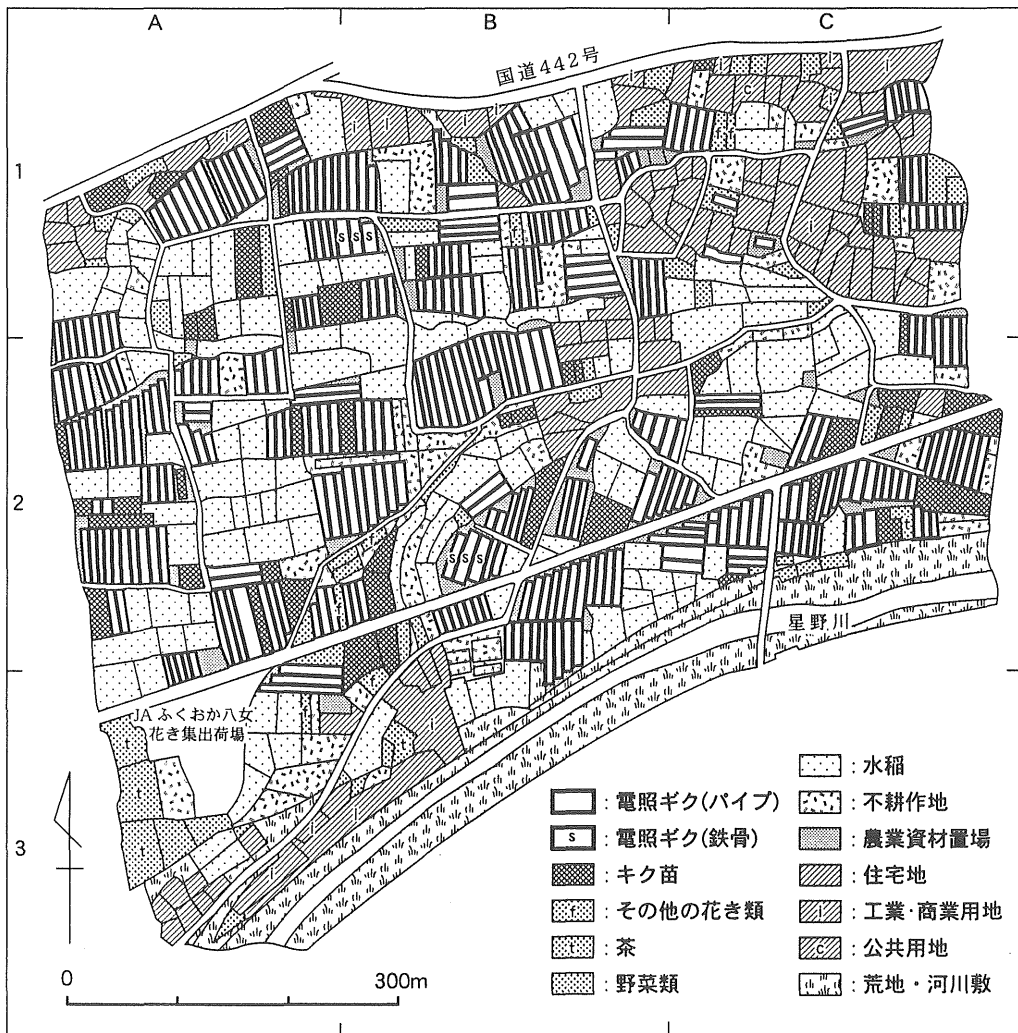 A
B
C
1
2
3
国道442号
星野川
JAふくおか八女
花き集出荷場
0
300m
:電照ギク(パイプ)
s :電照ギク(鉄骨)
:キク苗
f :その他の花き類
t :茶
:野菜類
:水稲
:不耕作地
:農業資材置場
:住宅地
i :工業・商業用地
c :公共用地
:荒地・河川敷